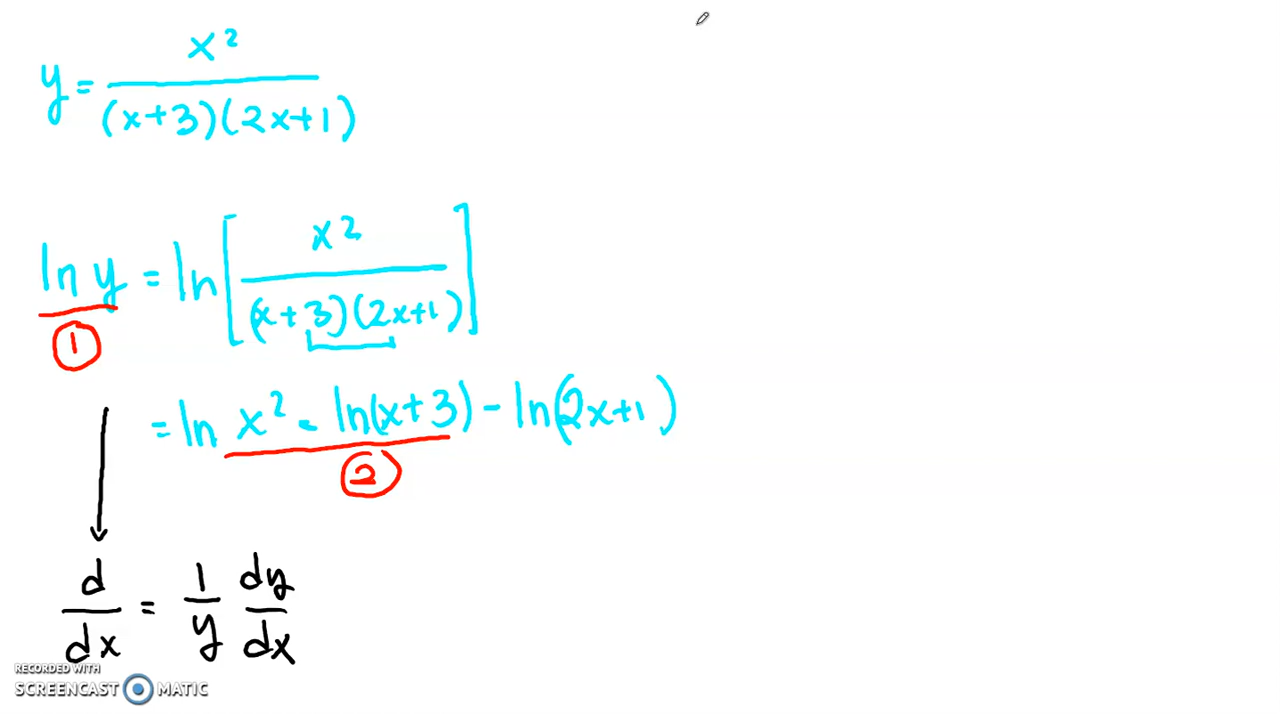 y = x²/((x+3)(2x+1))
ln y = ln[x²/((x+3)(2x+1))]
①
= ln x² - ln(x+3) - ln(2x+1)
②
d/dx = 1/y dy/dx
RECORDED WITH
SCREENCAST MATIC